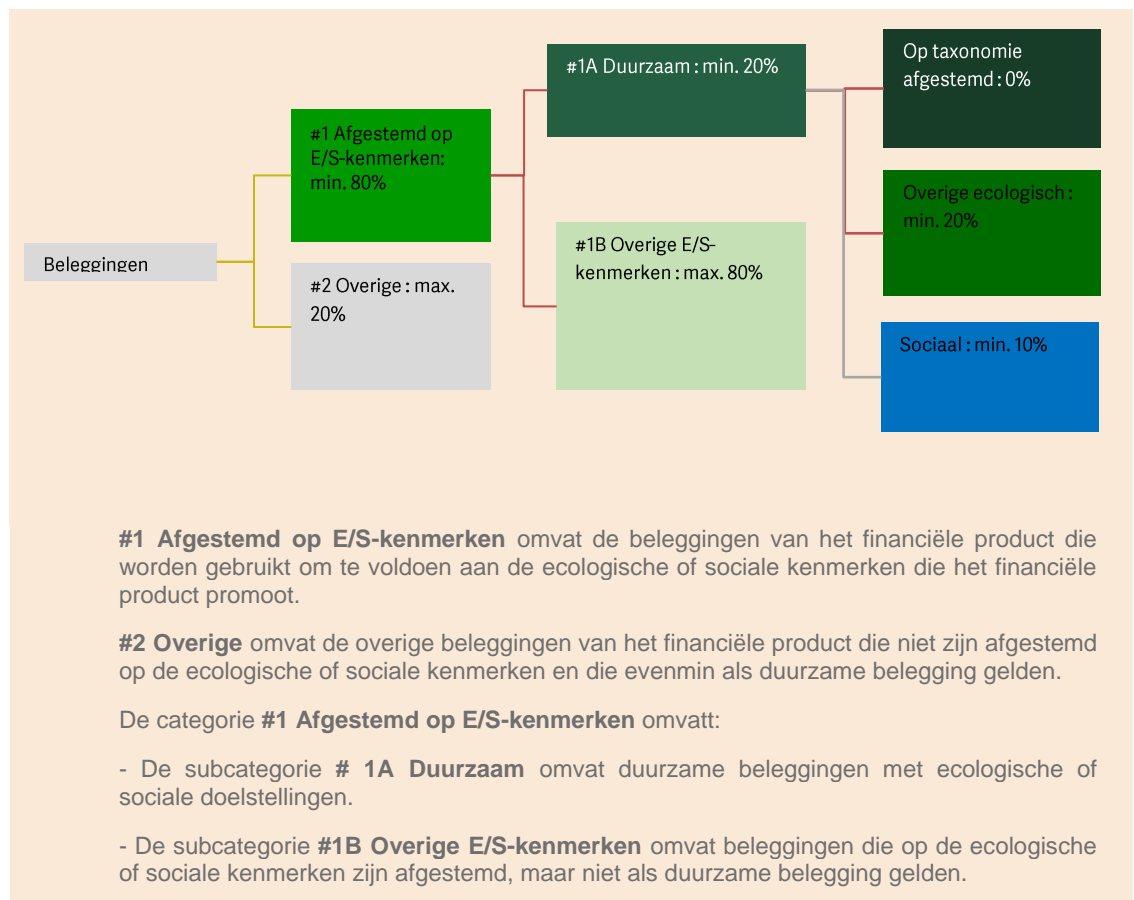 Beleggingen
#1 Afgestemd op
E/S-kenmerken:
min. 80%
#2 Overige : max.
20%
#1A Duurzaam : min. 20%
#1B Overige E/S-
kenmerken : max. 80%
Op taxonomie
afgestemd : 0%
Overige ecologisch :
min. 20%
Sociaal : min. 10%
#1 Afgestemd op E/S-kenmerken omvat de beleggingen van het financiële product die
worden gebruikt om te voldoen aan de ecologische of sociale kenmerken die het financiële
product promoot.
#2 Overige omvat de overige beleggingen van het financiële product die niet zijn afgestemd
op de ecologische of sociale kenmerken en die evenmin als duurzame belegging gelden.
De categorie #1 Afgestemd op E/S-kenmerken omvatt:
- De subcategorie # 1A Duurzaam omvat duurzame beleggingen met ecologische of
sociale doelstellingen.
- De subcategorie #1B Overige E/S-kenmerken omvat beleggingen die op de ecologische
of sociale kenmerken zijn afgestemd, maar niet als duurzame belegging gelden.